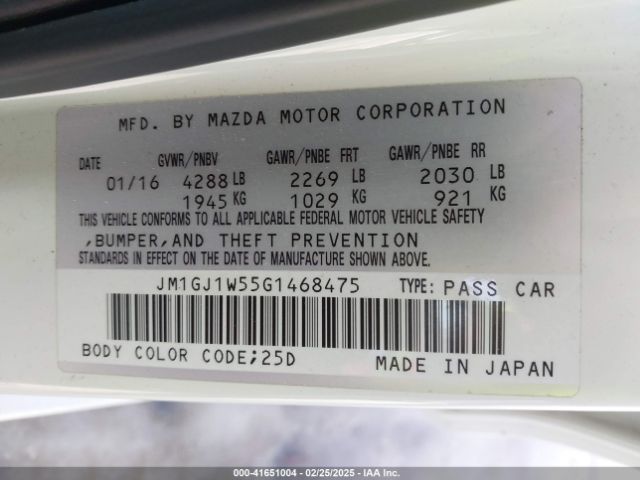 MFD. BY MAZDA MOTOR CORPORATION
DATE GVWR/PNBV GAWR/PNBE FRT GAWR/PNBE RR
01/16 4288 LB 2269 LB 2030 LB
1945 KG 1029 KG 921 KG
THIS VEHICLE CONFORMS TO ALL APPLICABLE FEDERAL MOTOR VEHICLE SAFETY
,BUMPER,AND THEFT PREVENTION
STANDARDS IN EFFECT ON THE DATE OF MANUFACTURE SHOWN ABOVE.
JM1GJ1W55G1468475 TYPE: PASS CAR
BODY COLOR CODE;25D MADE IN JAPAN
000-41651004 - 02/25/2025 - IAA Inc.